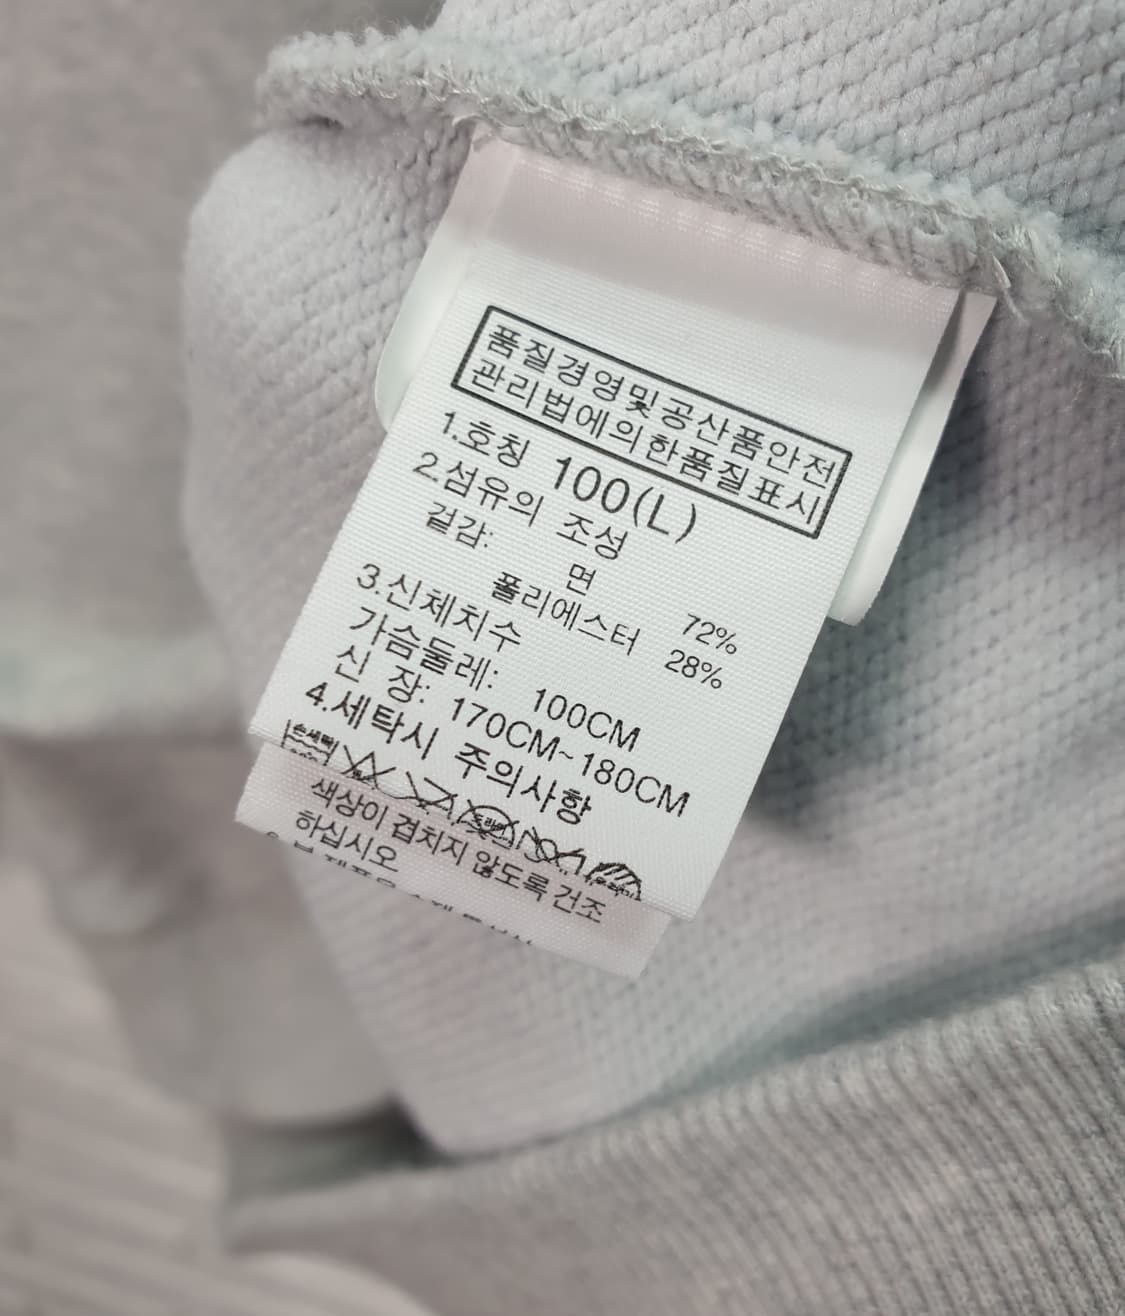 품질경영및공산품안전
관리법에의한품질표시
1.호칭 100(L)
2.섬유의 조성
겉감:
면 72%
폴리에스터 28%
3.신체치수
가슴둘레: 100CM
신 장: 170CM~180CM
4.세탁시 주의사항
손세탁
색상이 겹치지 않도록 건조
하십시오